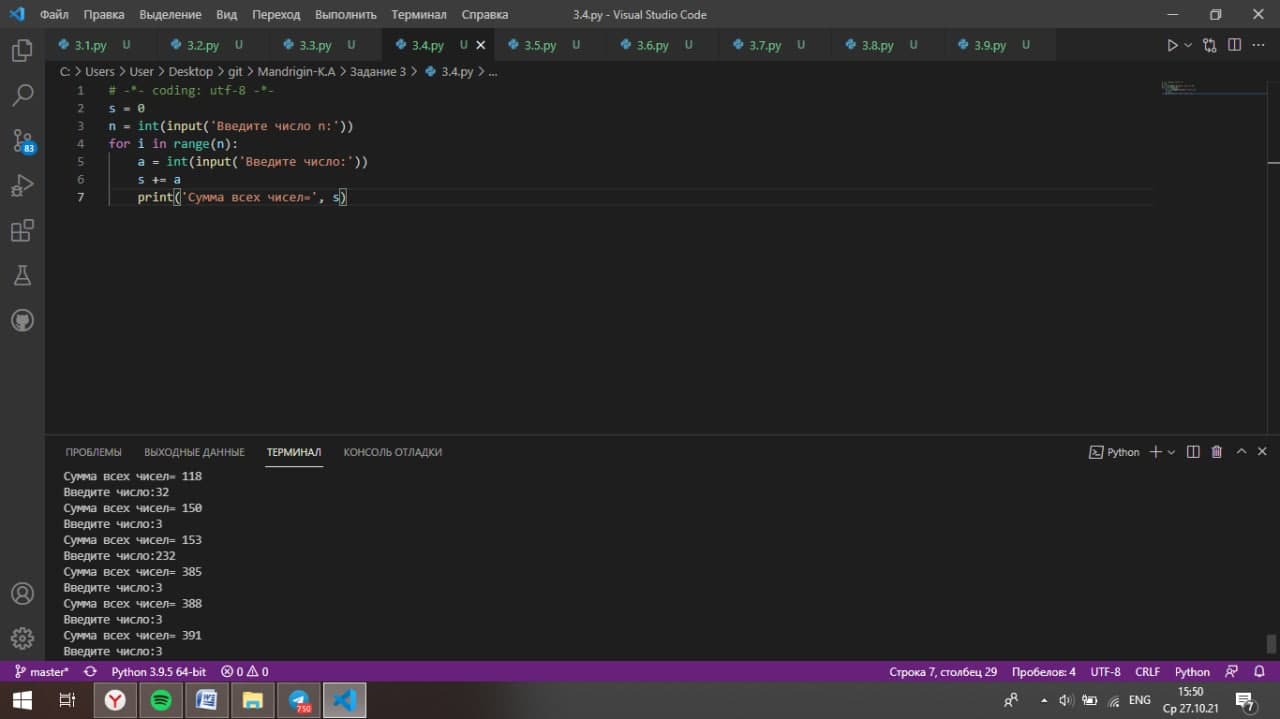 Файл Правка Выделение Вид Переход Выполнить Терминал Справка 3.4.py - Visual Studio Code
3.1.py U 3.2.py U 3.3.py U 3.4.py U 3.5.py U 3.6.py U 3.7.py U 3.8.py U 3.9.py U
C: > Users > User > Desktop > git > Mandrigin-K.A > Задание 3 > 3.4.py > ...
1 # -*- coding: utf-8 -*-
2 s = 0
3 n = int(input('Введите число n:'))
4 for i in range(n):
5 a = int(input('Введите число:'))
6 s += a
7 print('Сумма всех чисел=', s)
83
ПРОБЛЕМЫ ВЫХОДНЫЕ ДАННЫЕ ТЕРМИНАЛ КОНСОЛЬ ОТЛАДКИ Python
Сумма всех чисел= 118
Введите число:32
Сумма всех чисел= 150
Введите число:3
Сумма всех чисел= 153
Введите число:232
Сумма всех чисел= 385
Введите число:3
Сумма всех чисел= 388
Введите число:3
Сумма всех чисел= 391
Введите число:3
master* Python 3.9.5 64-bit 0 0 Строка 7, столбец 29 Пробелов: 4 UTF-8 CRLF Python
750 ENG 15:50
Ср 27.10.21 7